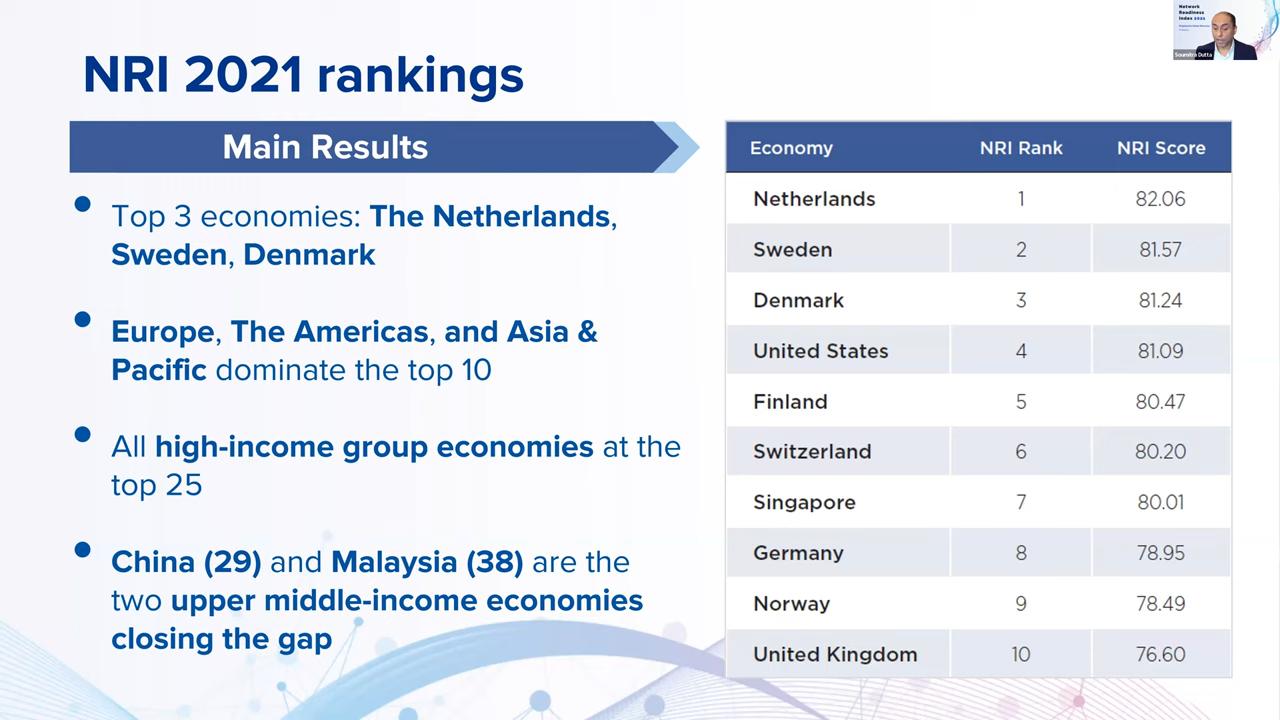 Network
Readiness
Index 2021
Soumitra Dutta
NRI 2021 rankings
Main Results
Top 3 economies: The Netherlands,
Sweden, Denmark
Europe, The Americas, and Asia &
Pacific dominate the top 10
All high-income group economies at the
top 25
China (29) and Malaysia (38) are the
two upper middle-income economies
closing the gap
Economy NRI Rank NRI Score
Netherlands 1 82.06
Sweden 2 81.57
Denmark 3 81.24
United States 4 81.09
Finland 5 80.47
Switzerland 6 80.20
Singapore 7 80.01
Germany 8 78.95
Norway 9 78.49
United Kingdom 10 76.60